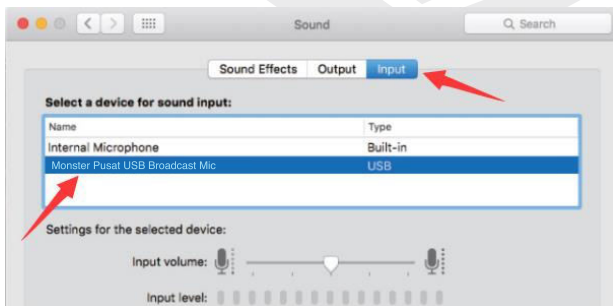 Sound
Search
Sound Effects Output Input
Select a device for sound input:
Name Type
Internal Microphone Built-in
Monster Pusat USB Broadcast Mic USB
Settings for the selected device:
Input volume:
Input level: